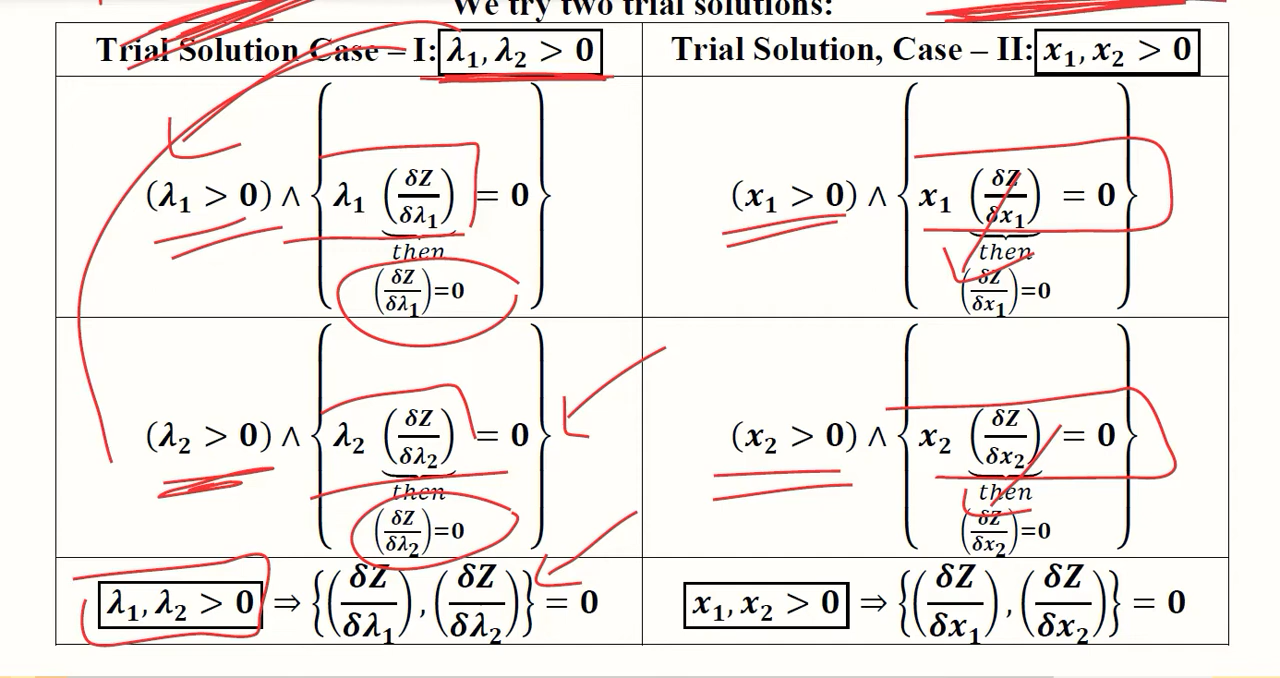 We try two trial solutions:
Trial Solution Case – I: λ₁, λ₂ > 0
Trial Solution, Case – II: x₁, x₂ > 0
(λ₁ > 0) ∧ {λ₁ (δZ/δλ₁) = 0}
then
(δZ/δλ₁)=0
(x₁ > 0) ∧ {x₁ (δZ/δx₁) = 0}
then
(δZ/δx₁)=0
(λ₂ > 0) ∧ {λ₂ (δZ/δλ₂) = 0}
then
(δZ/δλ₂)=0
(x₂ > 0) ∧ {x₂ (δZ/δx₂) = 0}
then
(δZ/δx₂)=0
λ₁, λ₂ > 0 ⇒ {(δZ/δλ₁), (δZ/δλ₂)} = 0
x₁, x₂ > 0 ⇒ {(δZ/δx₁), (δZ/δx₂)} = 0